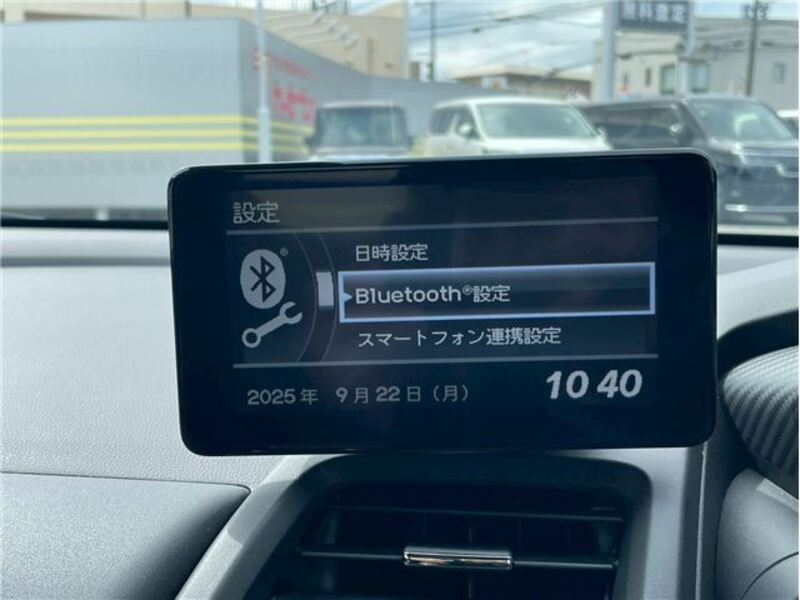 設定
日時設定
Bluetooth®設定
スマートフォン連携設定
2025年 9月22日（月）
10 40